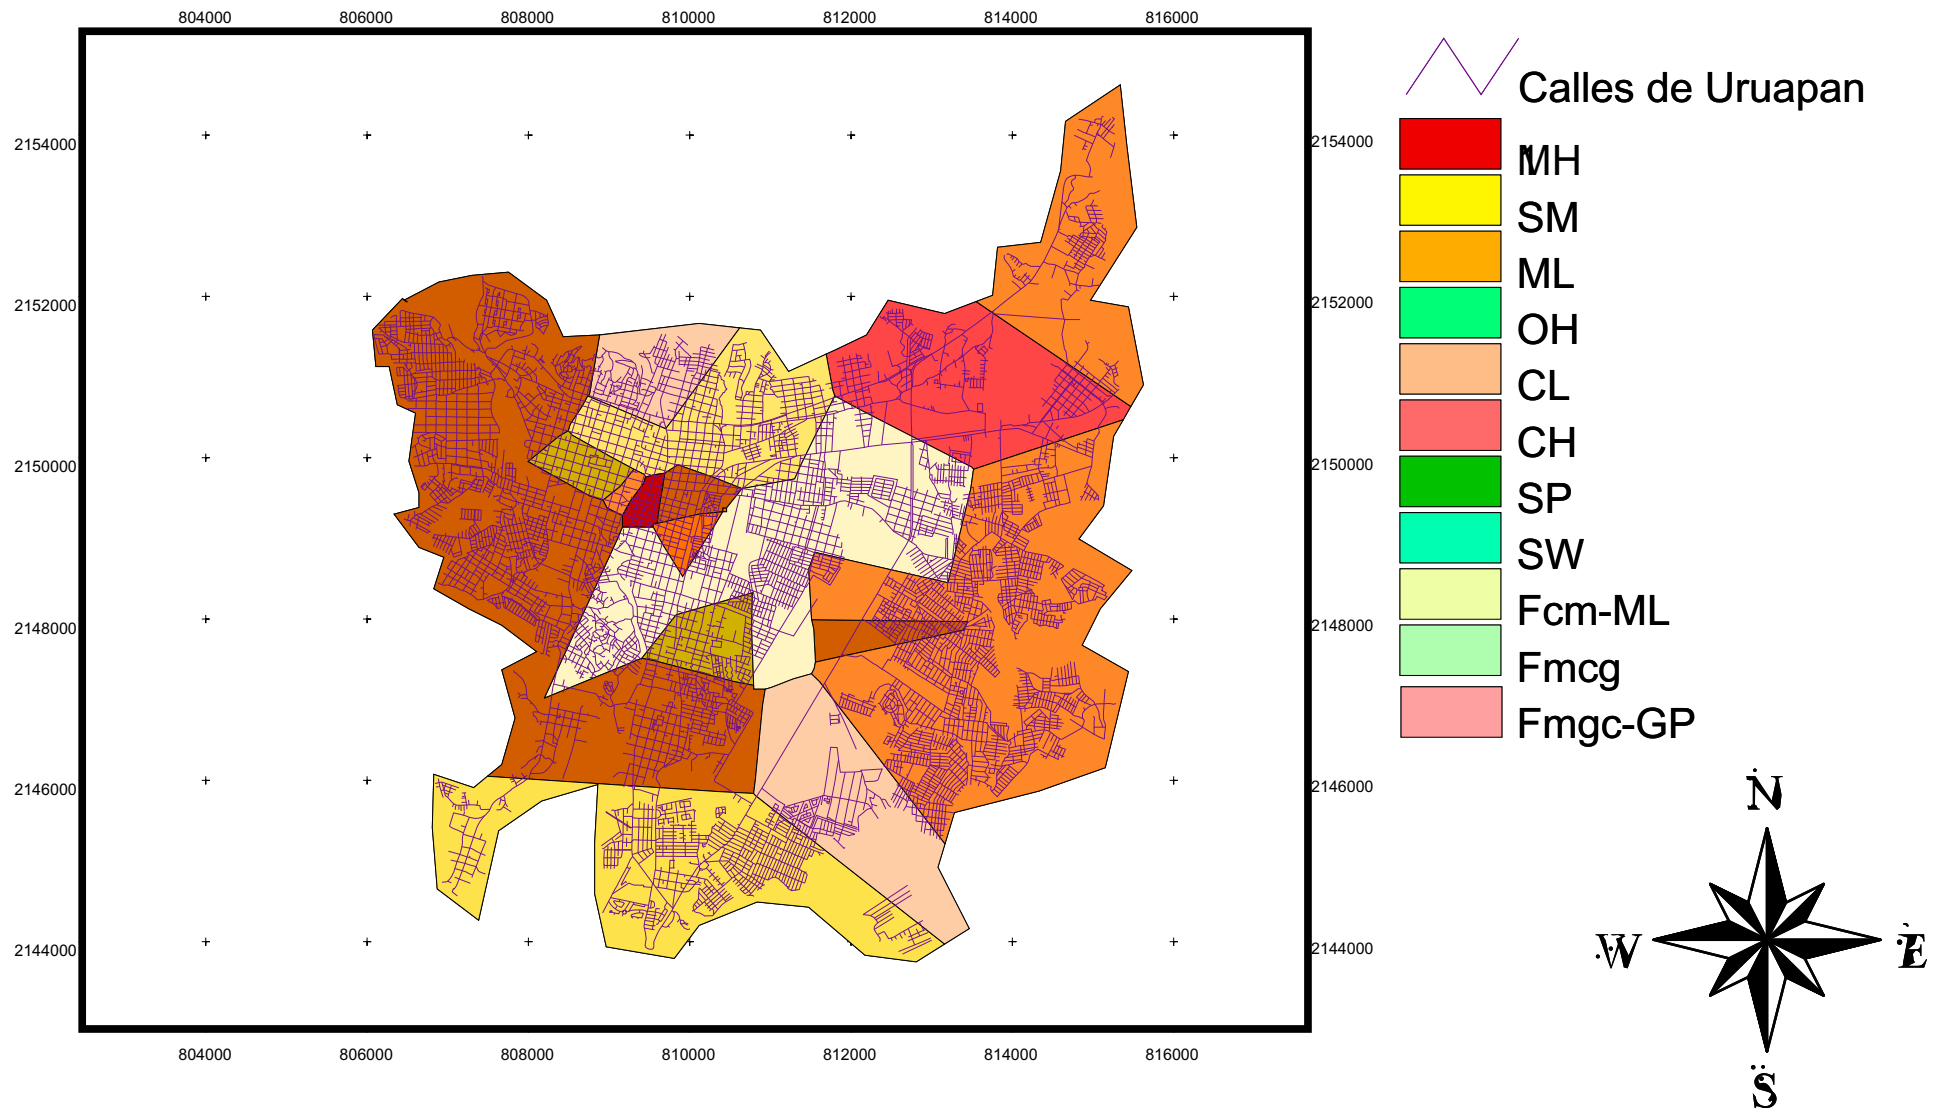 804000 806000 808000 810000 812000 814000 816000
2154000 2154000
2152000 2152000
2150000 2150000
2148000 2148000
2146000 2146000
2144000 2144000
804000 806000 808000 810000 812000 814000 816000
Calles de Uruapan
MH
SM
ML
OH
CL
CH
SP
SW
Fcm-ML
Fmcg
Fmgc-GP
N
W E
S